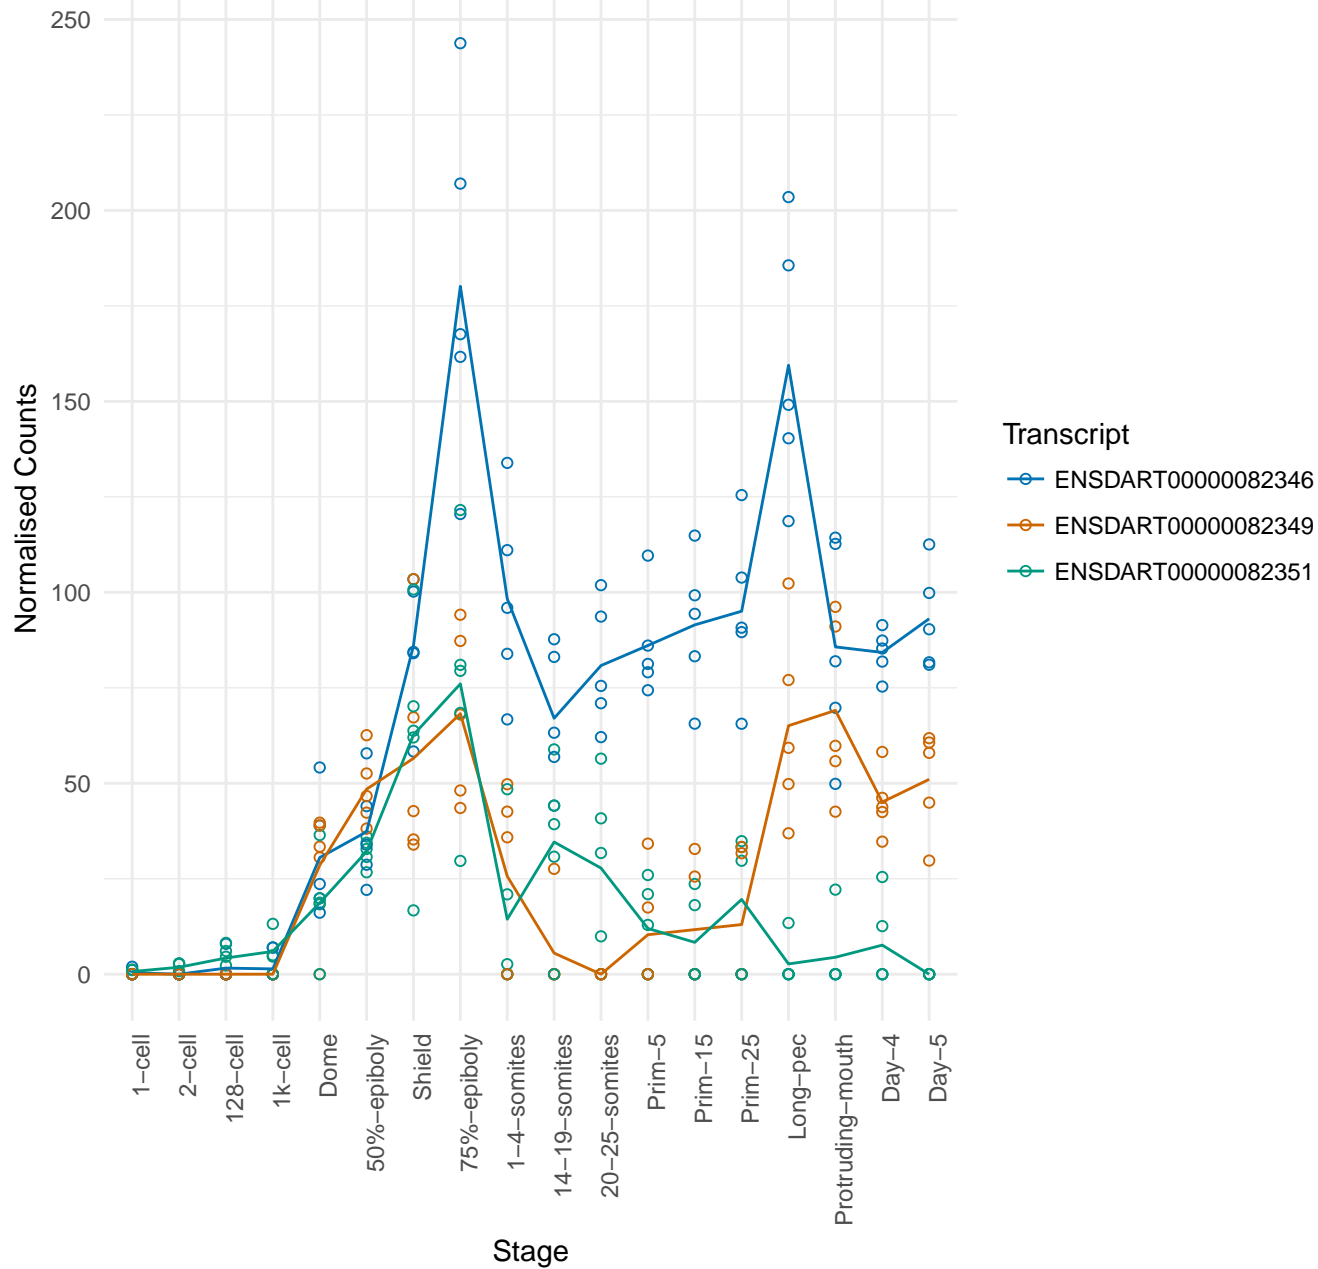 250
200
150
100
50
0
Normalised Counts
1−cell
2−cell
128−cell
1k−cell
Dome
50%−epiboly
Shield
75%−epiboly
1−4−somites
14−19−somites
20−25−somites
Prim−5
Prim−15
Prim−25
Long−pec
Protruding−mouth
Day−4
Day−5
Stage
Transcript
ENSDART00000082346
ENSDART00000082349
ENSDART00000082351